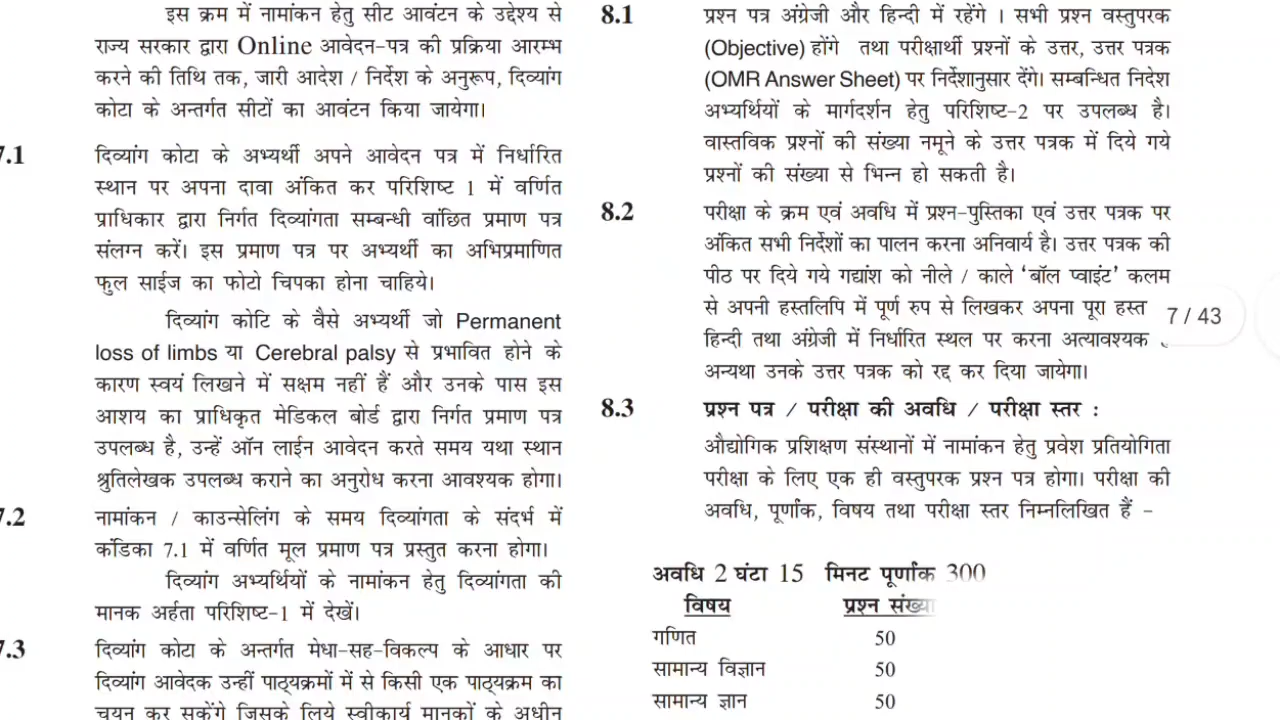 इस क्रम में नामांकन हेतु सीट आवंटन के उद्देश्य से
राज्य सरकार द्वारा Online आवेदन-पत्र की प्रक्रिया आरम्भ
करने की तिथि तक, जारी आदेश / निर्देश के अनुरूप, दिव्यांग
कोटा के अन्तर्गत सीटों का आवंटन किया जायेगा।
7.1 दिव्यांग कोटा के अभ्यर्थी अपने आवेदन पत्र में निर्धारित
स्थान पर अपना दावा अंकित कर परिशिष्ट 1 में वर्णित
प्राधिकार द्वारा निर्गत दिव्यांगता सम्बन्धी वांछित प्रमाण पत्र
संलग्न करें। इस प्रमाण पत्र पर अभ्यर्थी का अभिप्रमाणित
फुल साईज का फोटो चिपका होना चाहिये।
दिव्यांग कोटि के वैसे अभ्यर्थी जो Permanent
loss of limbs या Cerebral palsy से प्रभावित होने के
कारण स्वयं लिखने में सक्षम नहीं हैं और उनके पास इस
आशय का प्राधिकृत मेडिकल बोर्ड द्वारा निर्गत प्रमाण पत्र
उपलब्ध है, उन्हें ऑन लाईन आवेदन करते समय यथा स्थान
श्रुतिलेखक उपलब्ध कराने का अनुरोध करना आवश्यक होगा।
7.2 नामांकन / काउन्सेलिंग के समय दिव्यांगता के संदर्भ में
कंडिका 7.1 में वर्णित मूल प्रमाण पत्र प्रस्तुत करना होगा।
दिव्यांग अभ्यर्थियों के नामांकन हेतु दिव्यांगता की
मानक अर्हता परिशिष्ट-1 में देखें।
7.3 दिव्यांग कोटा के अन्तर्गत मेधा-सह-विकल्प के आधार पर
दिव्यांग आवेदक उन्हीं पाठ्यक्रमों में से किसी एक पाठ्यक्रम का
चयन कर सकेंगे जिसके लिये स्वीकार्य मानकों के अधीन
8.1 प्रश्न पत्र अंग्रेजी और हिन्दी में रहेंगे । सभी प्रश्न वस्तुपरक
(Objective) होंगे तथा परीक्षार्थी प्रश्नों के उत्तर, उत्तर पत्रक
(OMR Answer Sheet) पर निर्देशानुसार देंगे। सम्बन्धित निदेश
अभ्यर्थियों के मार्गदर्शन हेतु परिशिष्ट-2 पर उपलब्ध है।
वास्तविक प्रश्नों की संख्या नमूने के उत्तर पत्रक में दिये गये
प्रश्नों की संख्या से भिन्न हो सकती है।
8.2 परीक्षा के क्रम एवं अवधि में प्रश्न-पुस्तिका एवं उत्तर पत्रक पर
अंकित सभी निर्देशों का पालन करना अनिवार्य है। उत्तर पत्रक की
पीठ पर दिये गये गद्यांश को नीले / काले 'बॉल प्वाइंट' कलम
से अपनी हस्तलिपि में पूर्ण रुप से लिखकर अपना पूरा हस्त
हिन्दी तथा अंग्रेजी में निर्धारित स्थल पर करना अत्यावश्यक
अन्यथा उनके उत्तर पत्रक को रद्द कर दिया जायेगा।
7 / 43
8.3 प्रश्न पत्र / परीक्षा की अवधि / परीक्षा स्तर :
औद्योगिक प्रशिक्षण संस्थानों में नामांकन हेतु प्रवेश प्रतियोगिता
परीक्षा के लिए एक ही वस्तुपरक प्रश्न पत्र होगा। परीक्षा की
अवधि, पूर्णांक, विषय तथा परीक्षा स्तर निम्नलिखित हैं -
अवधि 2 घंटा 15 मिनट पूर्णांक 300
विषय प्रश्न संख्या
गणित 50
सामान्य विज्ञान 50
सामान्य ज्ञान 50